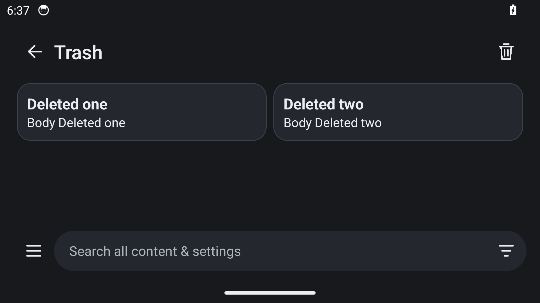 6:37
Trash
Deleted one
Body Deleted one
Deleted two
Body Deleted two
Search all content & settings